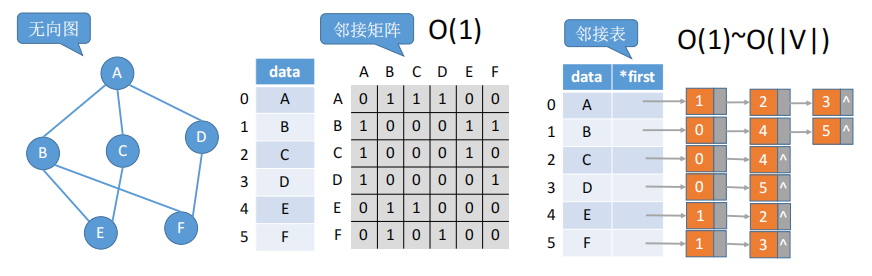 无向图
A
B
C
D
E
F
邻接矩阵
O(1)
data
0 A
1 B
2 C
3 D
4 E
5 F
A B C D E F
A 0 1 1 1 0 0
B 1 0 0 0 1 1
C 1 0 0 0 1 0
D 1 0 0 0 0 1
E 0 1 1 0 0 0
F 0 1 0 1 0 0
邻接表
O(1)~O(|V|)
data *first
0 A 1 2 3 ^
1 B 0 4 5 ^
2 C 0 4 ^
3 D 0 5 ^
4 E 1 2 ^
5 F 1 3 ^